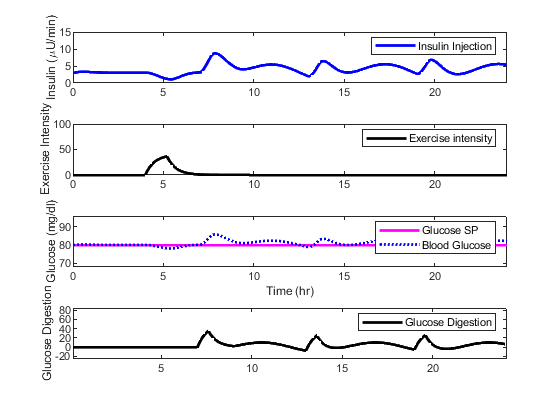 Insulin (μU/min)
15
10
5
0
Insulin Injection
0 5 10 15 20
Exercise Intensity
100
50
0
Exercise intensity
0 5 10 15 20
Glucose (mg/dl)
90
80
70
Glucose SP
Blood Glucose
0 5 10 15 20
Time (hr)
Glucose Digestion
80
60
40
20
0
-20
Glucose Digestion
5 10 15 20